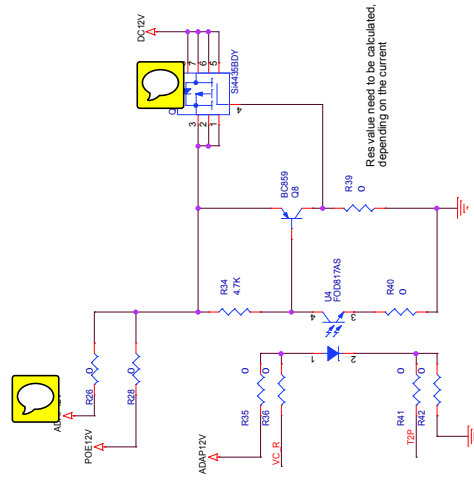 DC12V
7
6
5
Q
SI4435BDY
3
2
1
4
Res value need to be calculated,
depending on the current
BC859
Q8
R39
0
R34
4.7K
U4
FOD817AS
4
3
R40
0
1
2
R26
0
R28
0
POE12V
ADAP12V
R35
0
R36
0
VC_R
R41
0
R42
0
T2P